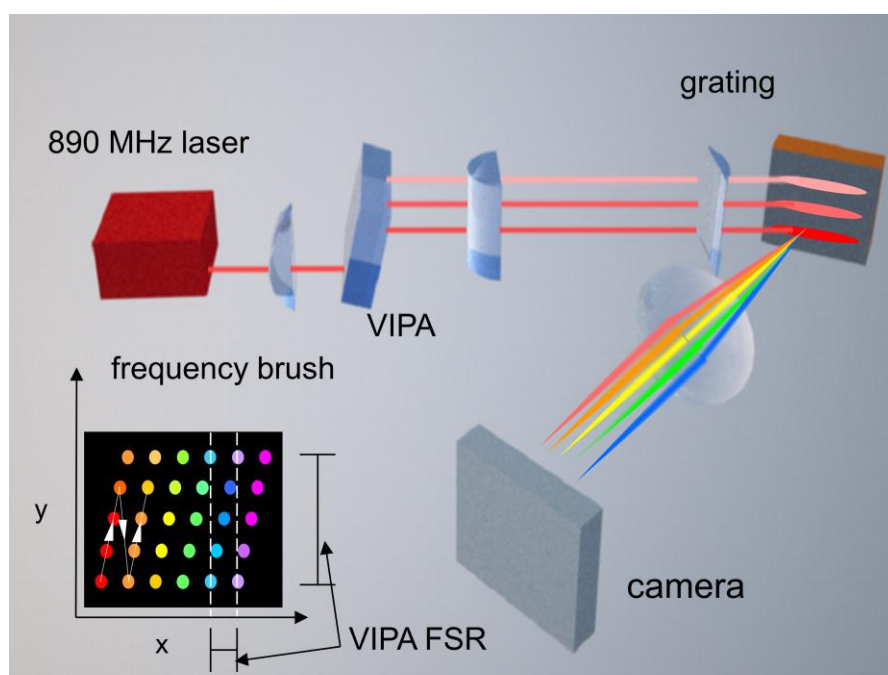 grating
890 MHz laser
VIPA
frequency brush
y
camera
x
VIPA FSR